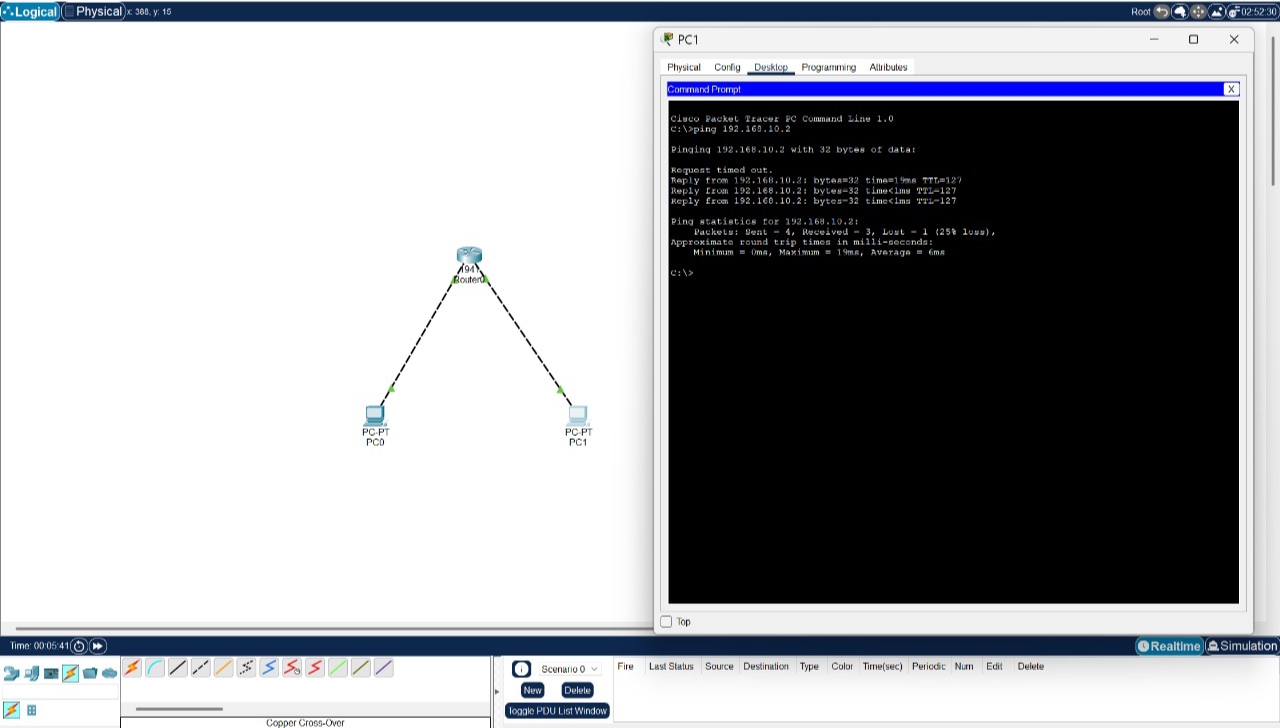 Logical Physical x: 388, y: 15 Root 02:52:30
PC1
Physical Config Desktop Programming Attributes
Command Prompt X
Cisco Packet Tracer PC Command Line 1.0
C:\>ping 192.168.10.2
Pinging 192.168.10.2 with 32 bytes of data:
Request timed out.
Reply from 192.168.10.2: bytes=32 time=19ms TTL=127
Reply from 192.168.10.2: bytes=32 time<1ms TTL=127
Reply from 192.168.10.2: bytes=32 time<1ms TTL=127
Ping statistics for 192.168.10.2:
Packets: Sent = 4, Received = 3, Lost = 1 (25% loss),
Approximate round trip times in milli-seconds:
Minimum = 0ms, Maximum = 19ms, Average = 6ms
C:\>
1941
Router0
PC-PT
PC0
PC-PT
PC1
Top
Time: 00:05:41 Realtime Simulation
Scenario 0
New Delete
Toggle PDU List Window
Fire Last Status Source Destination Type Color Time(sec) Periodic Num Edit Delete
Copper Cross-Over